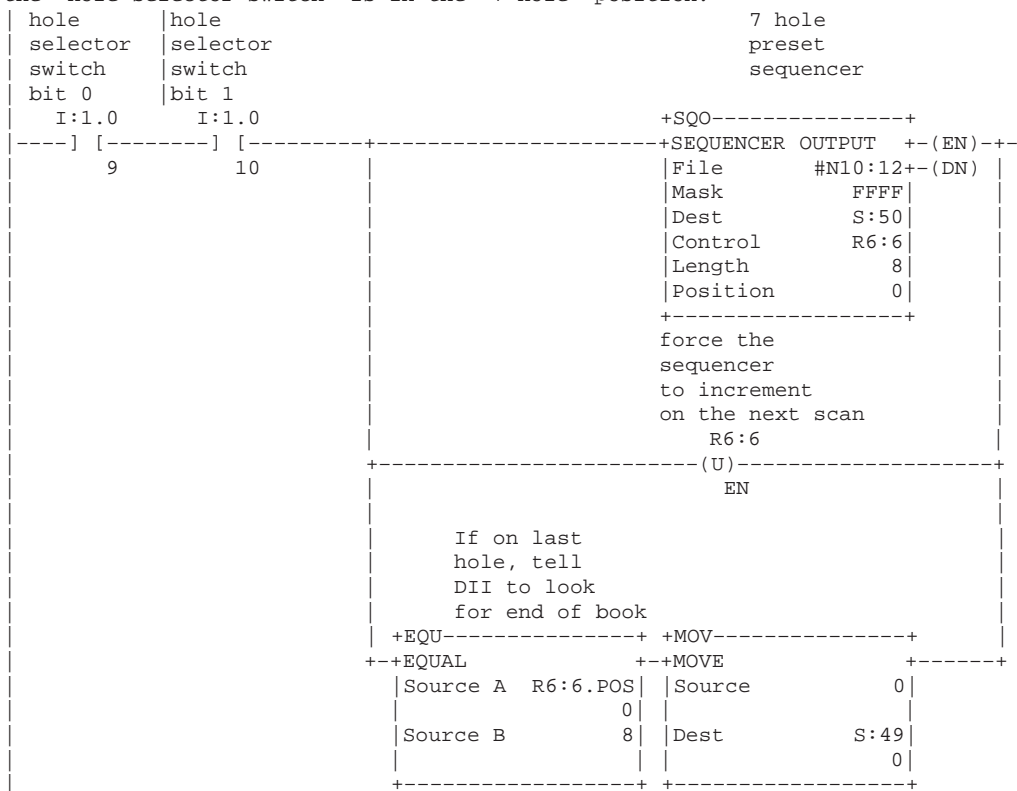 the "hole selector switch" is in the "7-hole" position.
| hole |hole 7 hole
| selector |selector preset
| switch |switch sequencer
| bit 0 |bit 1
| I:1.0 I:1.0 +SQO---------------+
|----] [--------] [---------+----------------------+SEQUENCER OUTPUT +-(EN)-+-
| 9 10 | |File #N10:12+-(DN) |
| | |Mask FFFF| |
| | |Dest S:50| |
| | |Control R6:6| |
| | |Length 8| |
| | |Position 0| |
| | +------------------+ |
| | force the |
| | sequencer |
| | to increment |
| | on the next scan |
| | R6:6 |
| +-------------------------(U)--------------------+
| | EN |
| | |
| | If on last |
| | hole, tell |
| | DII to look |
| | for end of book |
| | +EQU---------------+ +MOV---------------+ |
| +-+EQUAL +-+MOVE +------+
| |Source A R6:6.POS| |Source 0|
| | 0| | |
| |Source B 8| |Dest S:49|
| | | | 0|
| +------------------+ +------------------+